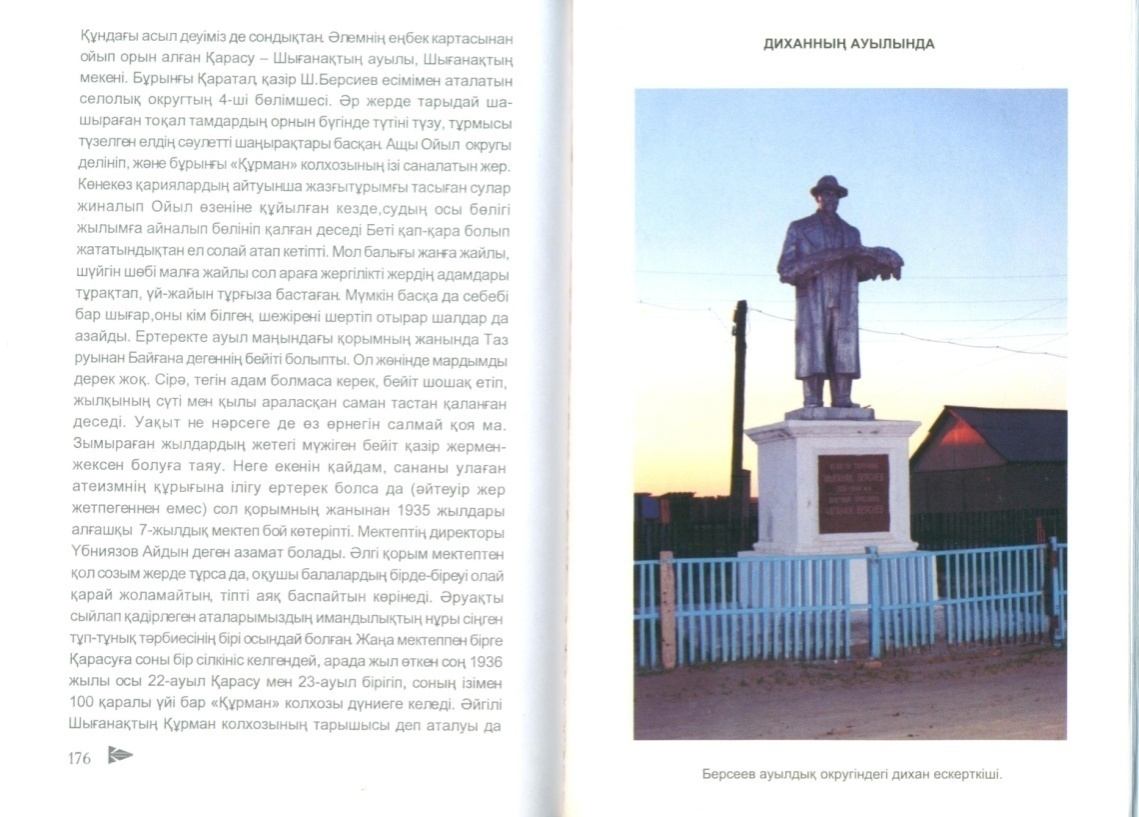 Құндағы асыл деуіміз де сондықтан. Әлемнің еңбек картасынан
ойып орын алған Қарасу – Шығанақтың ауылы, Шығанақтың
мекені. Бұрынғы Қаратал, қазір Ш.Берсиев есімімен аталатын
селолық округтың 4-ші бөлімшесі. Әр жерде тарыдай ша-
шыраған тоқал тамдардың орнын бүгінде түтіні түзу, тұрмысы
түзелген елдің сәулетті шаңырақтары басқан. Ащы Ойыл округы
делініп, және бұрынғы «Құрман» колхозының ізі саналатын жер.
Көнекөз қариялардың айтуынша жазғытұрымғы тасыған сулар
жиналып Ойыл өзеніне құйылған кезде,судың осы бөлігі
жылымға айналып бөлініп қалған деседі Беті қап-қара болып
жататындықтан ел солай атап кетіпті. Мол балығы жанға жайлы,
шүйгін шөбі малға жайлы сол араға жергілікті жердің адамдары
тұрақтап, үй-жайын тұрғыза бастаған. Мүмкін басқа да себебі
бар шығар,оны кім білген, шежірені шертіп отырар шалдар да
азайды. Ертеректе ауыл маңындағы қорымның жанында Таз
руынан Байғана дегеннің бейіті болыпты. Ол жөнінде мардымды
дерек жоқ. Сірә, тегін адам болмаса керек, бейіт шошақ етіп,
жылқының сүті мен қылы араласқан саман тастан қаланған
деседі. Уақыт не нәрсеге де өз өрнегін салмай қоя ма.
Зымыраған жылдардың жетегі мүжіген бейіт қазір жермен-
жексен болуға таяу. Неге екенін қайдам, сананы улаған
атеизмнің құрығына ілігу ертерек болса да (әйтеуір жер
жетпегеннен емес) сол қорымның жанынан 1935 жылдары
алғашқы 7-жылдық мектеп бой көтеріпті. Мектептің директоры
Үбниязов Айдын деген азамат болады. Әлгі қорым мектептен
қол созым жерде тұрса да, оқушы балалардың бірде-біреуі олай
қарай жоламайтын, тіпті аяқ баспайтын көрінеді. Әруақты
сыйлап қадірлеген аталарымыздың имандылықтың нұры сіңген
тұп-тұнық тәрбиесінің бірі осындай болған. Жаңа мектеппен бірге
Қарасуға соны бір сілкініс келгендей, арада жыл өткен соң 1936
жылы осы 22-ауыл Қарасу мен 23-ауыл бірігіп, соның ізімен
100 қаралы үйі бар «Құрман» колхозы дүниеге келеді. Әйгілі
Шығанақтың Құрман колхозының тарышысы деп аталуы да
176
ДИХАННЫҢ АУЫЛЫНДА
Берсеев ауылдық округіндегі дихан ескерткіші.